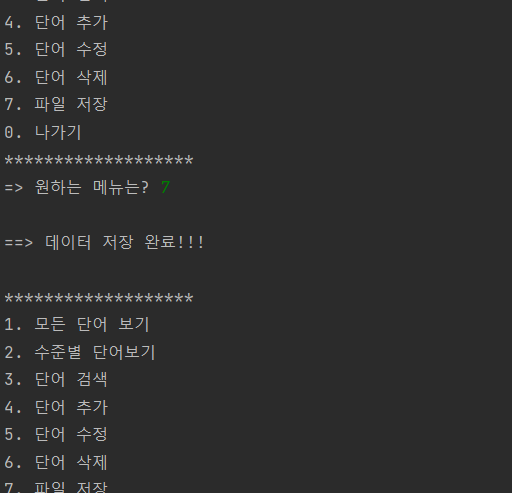 4. 단어 추가
5. 단어 수정
6. 단어 삭제
7. 파일 저장
0. 나가기
*******************
=> 원하는 메뉴는? 7
==> 데이터 저장 완료!!!
*******************
1. 모든 단어 보기
2. 수준별 단어보기
3. 단어 검색
4. 단어 추가
5. 단어 수정
6. 단어 삭제
7. 파일 저장